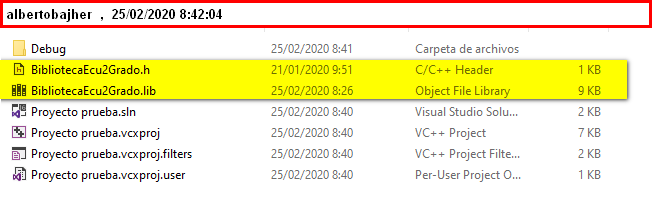 albertobajher , 25/02/2020 8:42:04
Debug 25/02/2020 8:41 Carpeta de archivos
BibliotecaEcu2Grado.h 21/01/2020 9:51 C/C++ Header 1 KB
BibliotecaEcu2Grado.lib 25/02/2020 8:26 Object File Library 9 KB
Proyecto prueba.sln 25/02/2020 8:40 Visual Studio Solu... 2 KB
Proyecto prueba.vcxproj 25/02/2020 8:40 VC++ Project 7 KB
Proyecto prueba.vcxproj.filters 25/02/2020 8:40 VC++ Project Filte... 2 KB
Proyecto prueba.vcxproj.user 25/02/2020 8:40 Per-User Project O... 1 KB